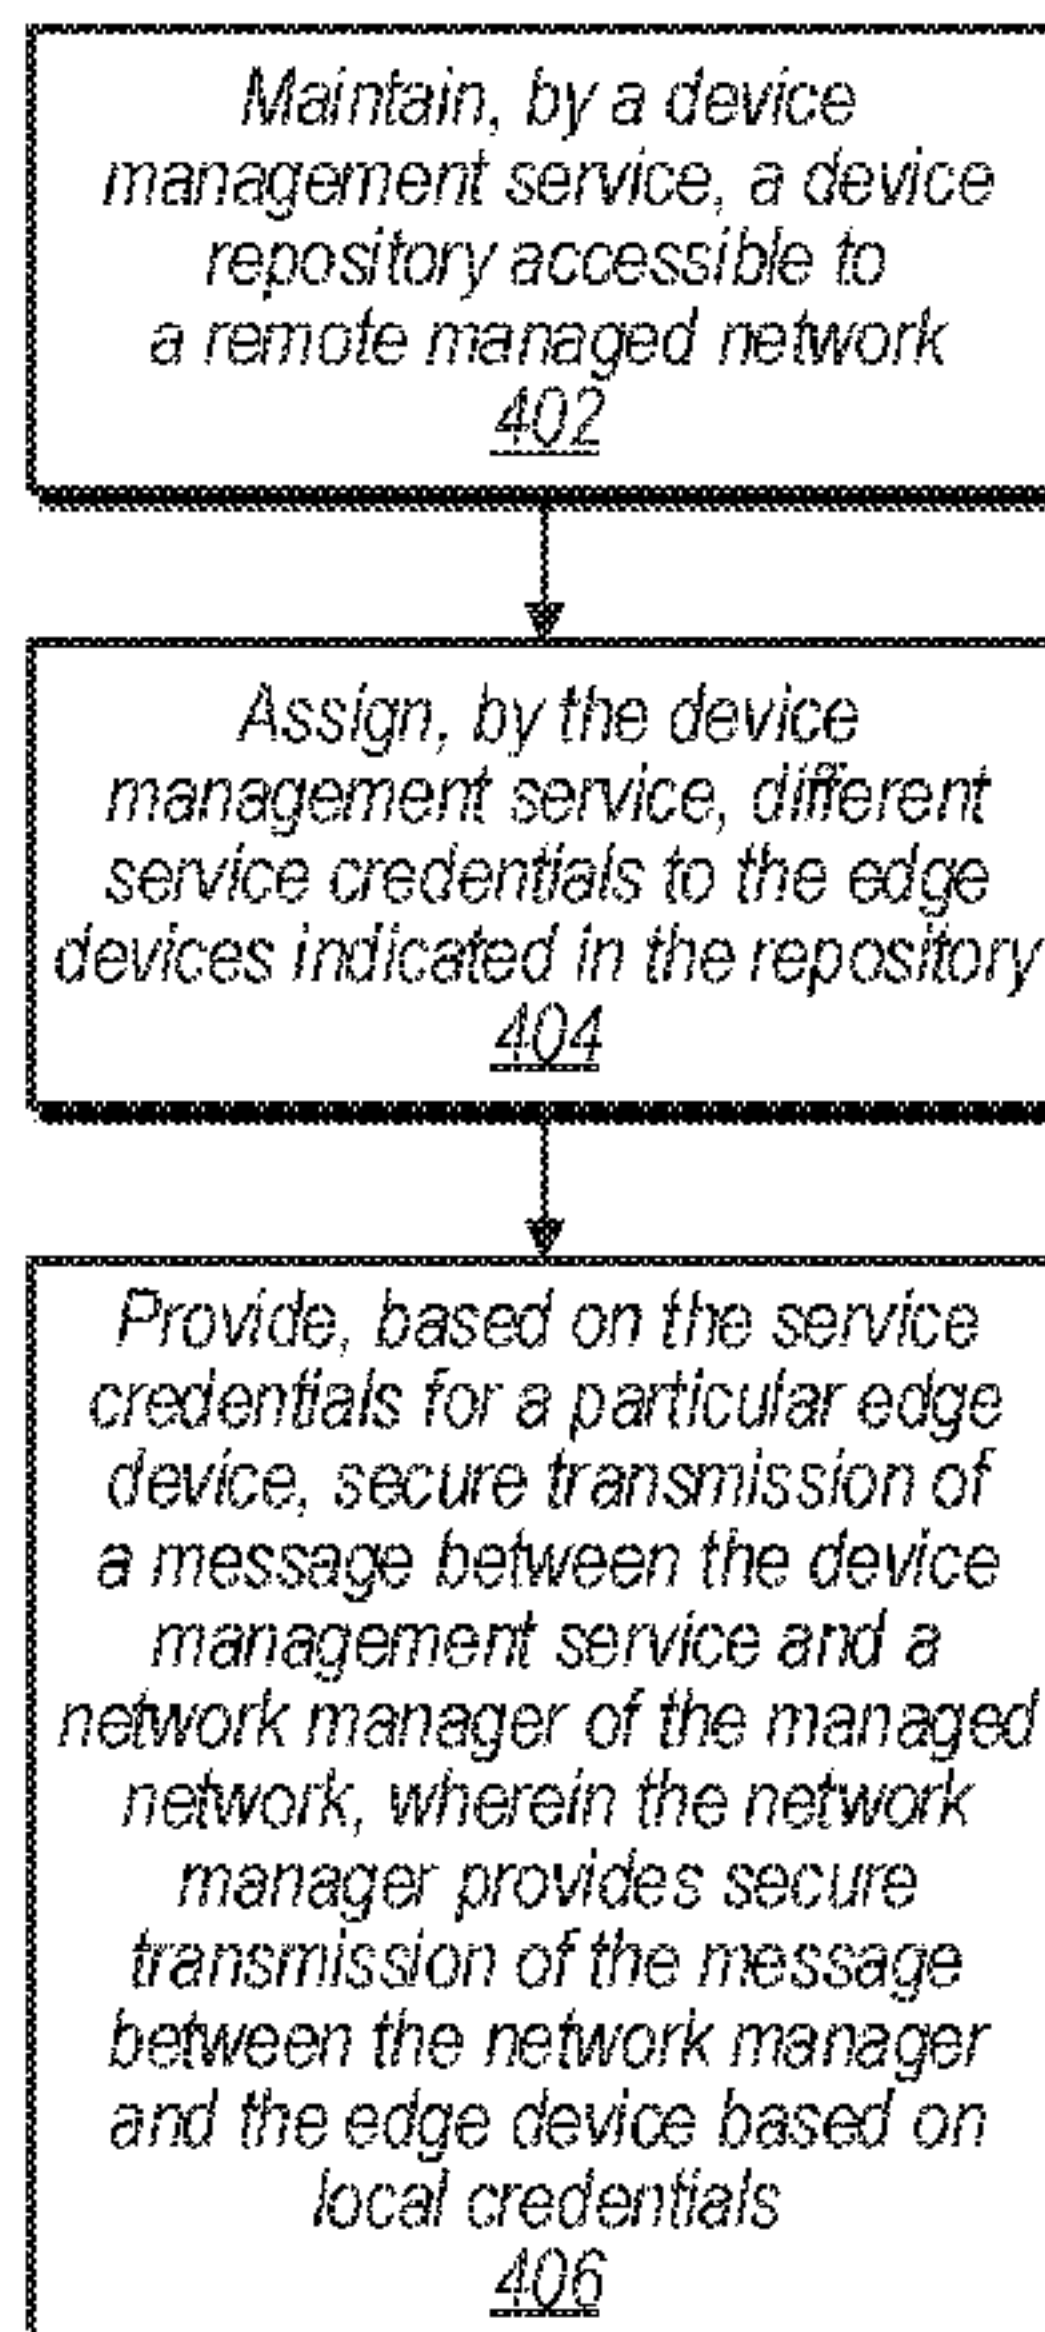 Maintain, by a device
management service, a device
repository accessible to
a remote managed network
402
Assign, by the device
management service, different
service credentials to the edge
devices indicated in the repository
404
Provide, based on the service
credentials for a particular edge
device, secure transmission of
a message between the device
management service and a
network manager of the managed
network, wherein the network
manager provides secure
transmission of the message
between the network manager
and the edge device based on
local credentials
406